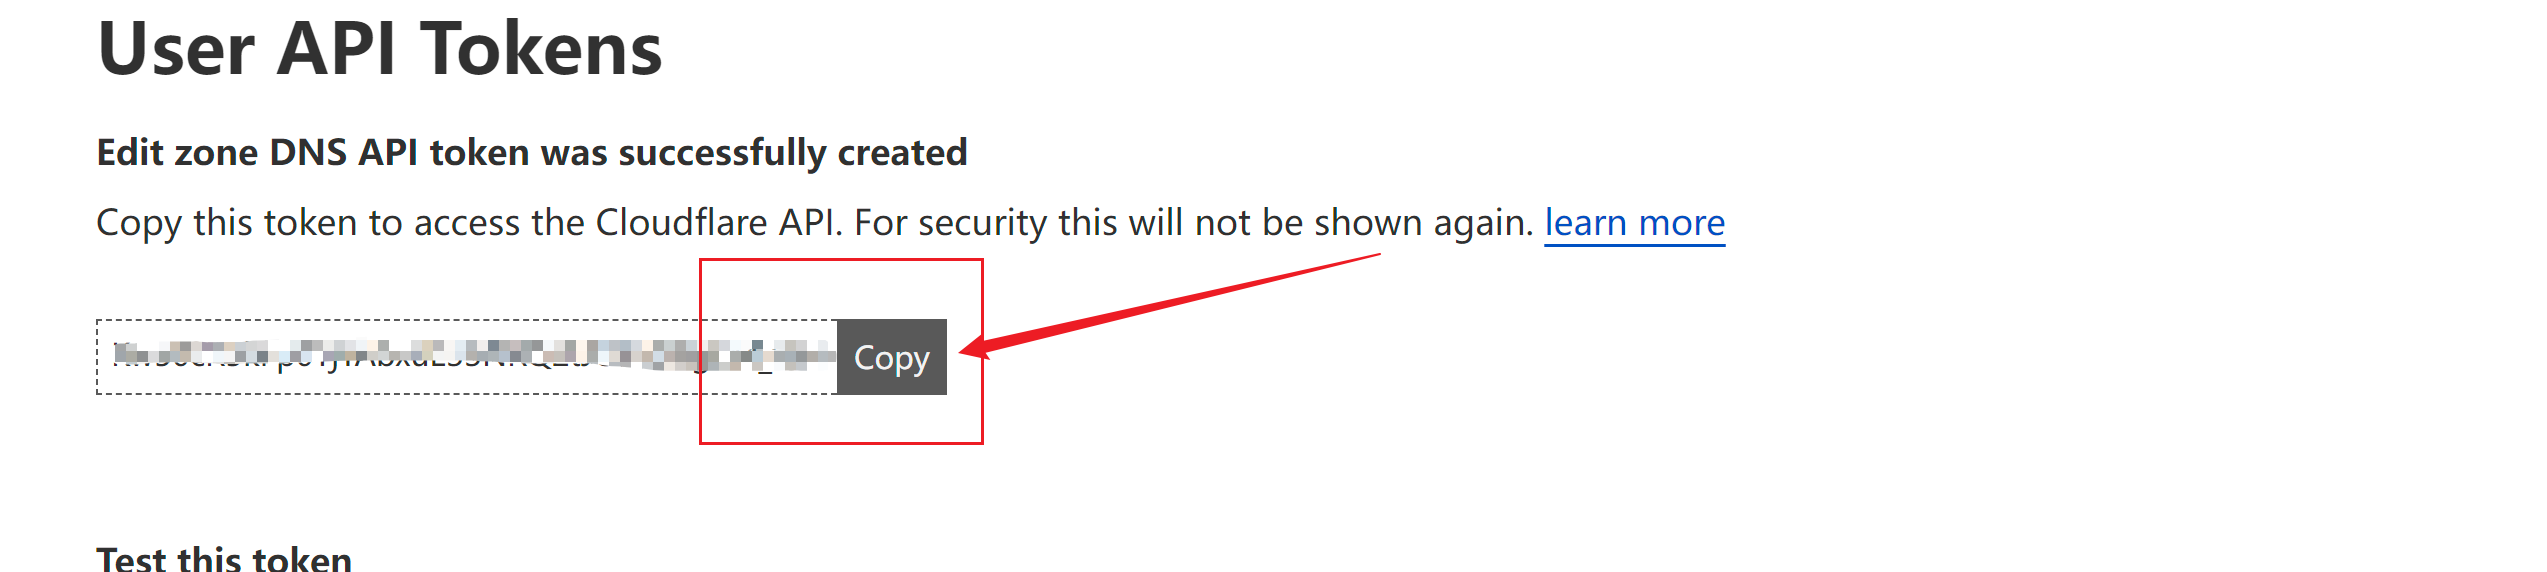 User API Tokens
Edit zone DNS API token was successfully created
Copy this token to access the Cloudflare API. For security this will not be shown again. learn more
Copy
Test this token